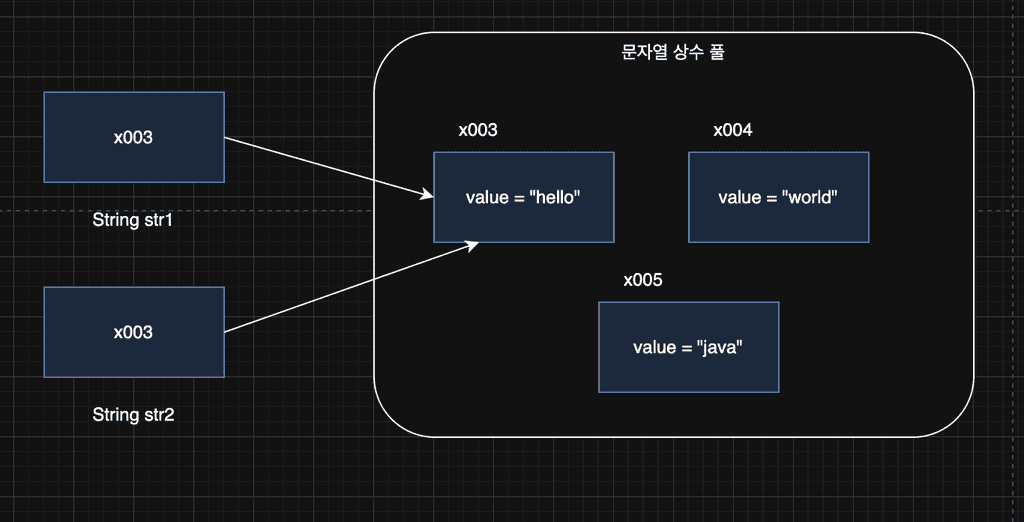 문자열 상수 풀
x003
String str1
x003
String str2
x003
value = "hello"
x004
value = "world"
x005
value = "java"